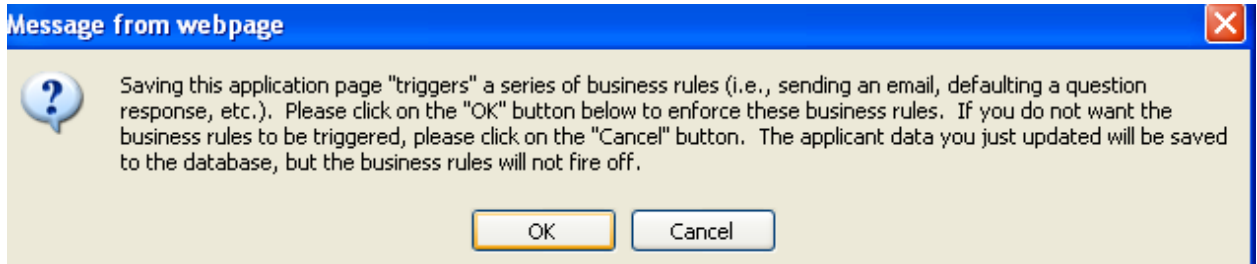 Message from webpage
Saving this application page "triggers" a series of business rules (i.e., sending an email, defaulting a question
response, etc.).  Please click on the "OK" button below to enforce these business rules.  If you do not want the
business rules to be triggered, please click on the "Cancel" button.  The applicant data you just updated will be saved
to the database, but the business rules will not fire off.
OK
Cancel